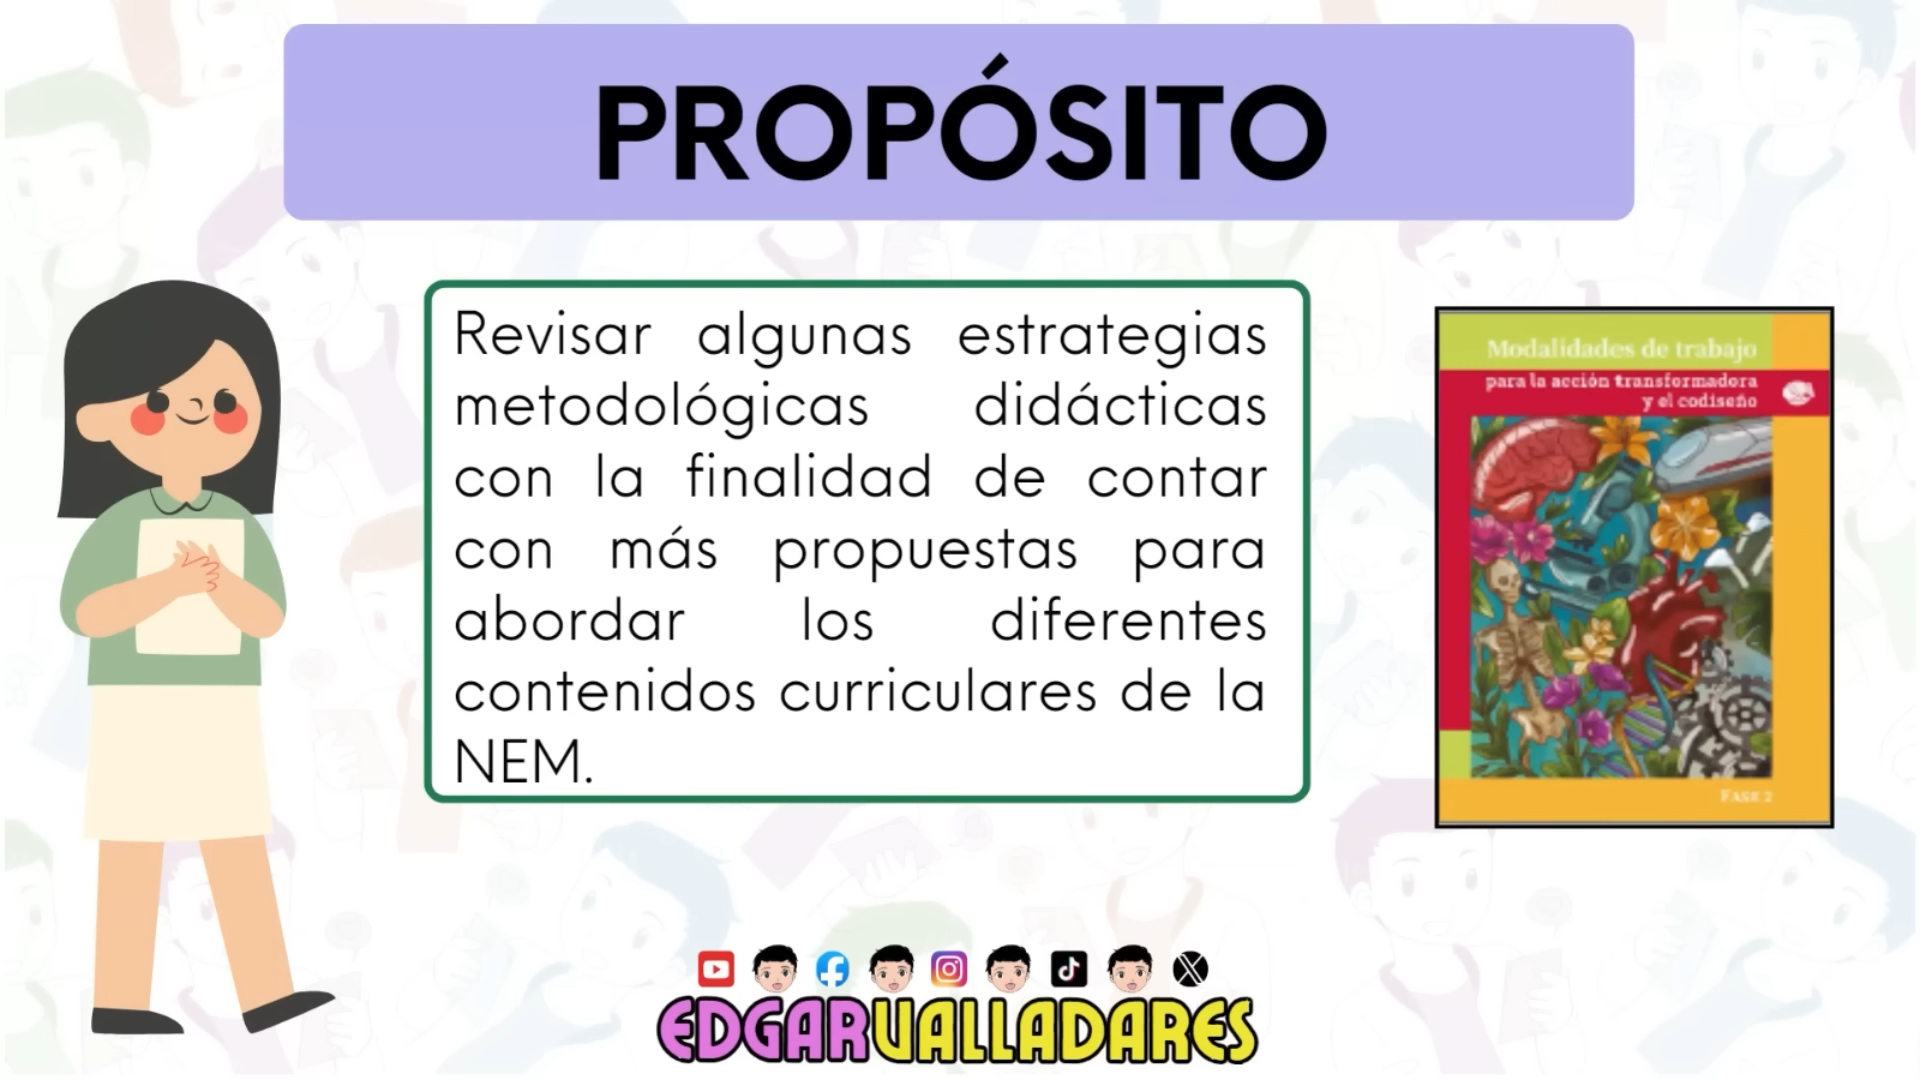 PROPÓSITO
Revisar algunas estrategias
metodológicas didácticas
con la finalidad de contar
con más propuestas para
abordar los diferentes
contenidos curriculares de la
NEM.
Modalidades de trabajo
para la acción transformadora
y el codiseño
FASE 2
EDGARVALLADARES